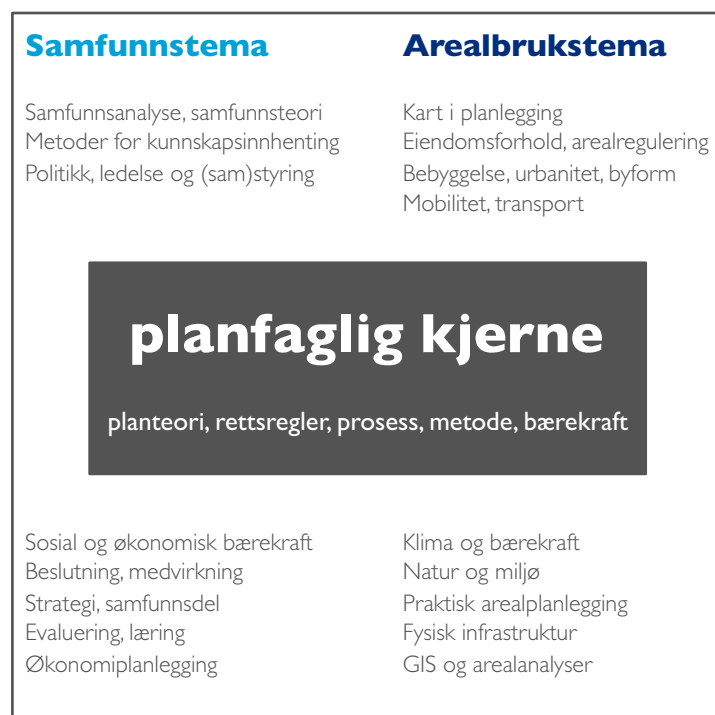 Samfunnstema
Samfunnsanalyse, samfunnsteori
Metoder for kunnskapsinnhenting
Politikk, ledelse og (sam)styring
Arealbrukstema
Kart i planlegging
Eiendomsforhold, arealregulering
Bebyggelse, urbanitet, byform
Mobilitet, transport
planfaglig kjerne
planteori, rettsregler, prosess, metode, bærekraft
Sosial og økonomisk bærekraft
Beslutning, medvirkning
Strategi, samfunnsdel
Evaluering, læring
Økonomiplanlegging
Klima og bærekraft
Natur og miljø
Praktisk arealplanlegging
Fysisk infrastruktur
GIS og arealanalyser